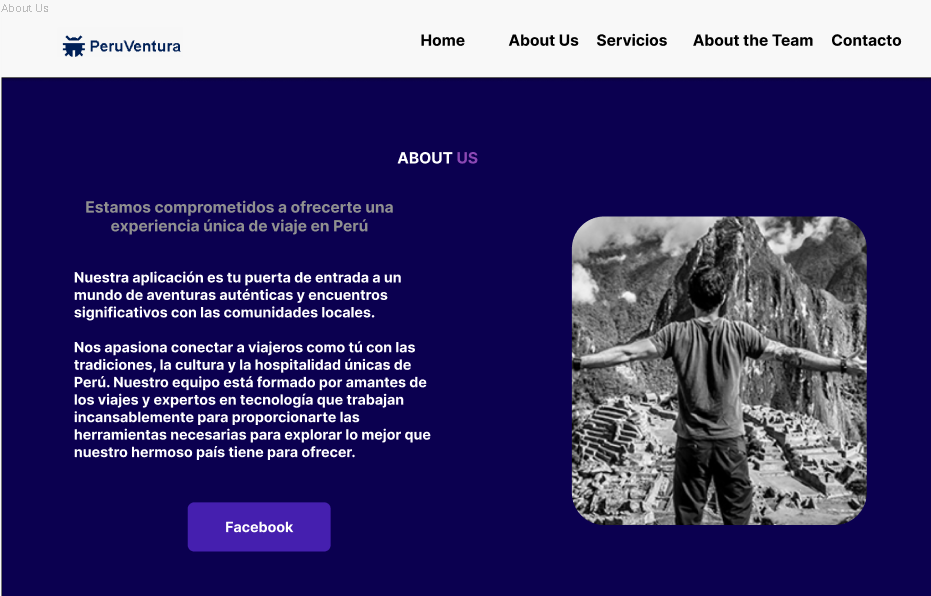 About Us
PeruVentura
Home About Us Servicios About the Team Contacto
ABOUT US
Estamos comprometidos a ofrecerte una
experiencia única de viaje en Perú
Nuestra aplicación es tu puerta de entrada a un
mundo de aventuras auténticas y encuentros
significativos con las comunidades locales.
Nos apasiona conectar a viajeros como tú con las
tradiciones, la cultura y la hospitalidad únicas de
Perú. Nuestro equipo está formado por amantes de
los viajes y expertos en tecnología que trabajan
incansablemente para proporcionarte las
herramientas necesarias para explorar lo mejor que
nuestro hermoso país tiene para ofrecer.
Facebook